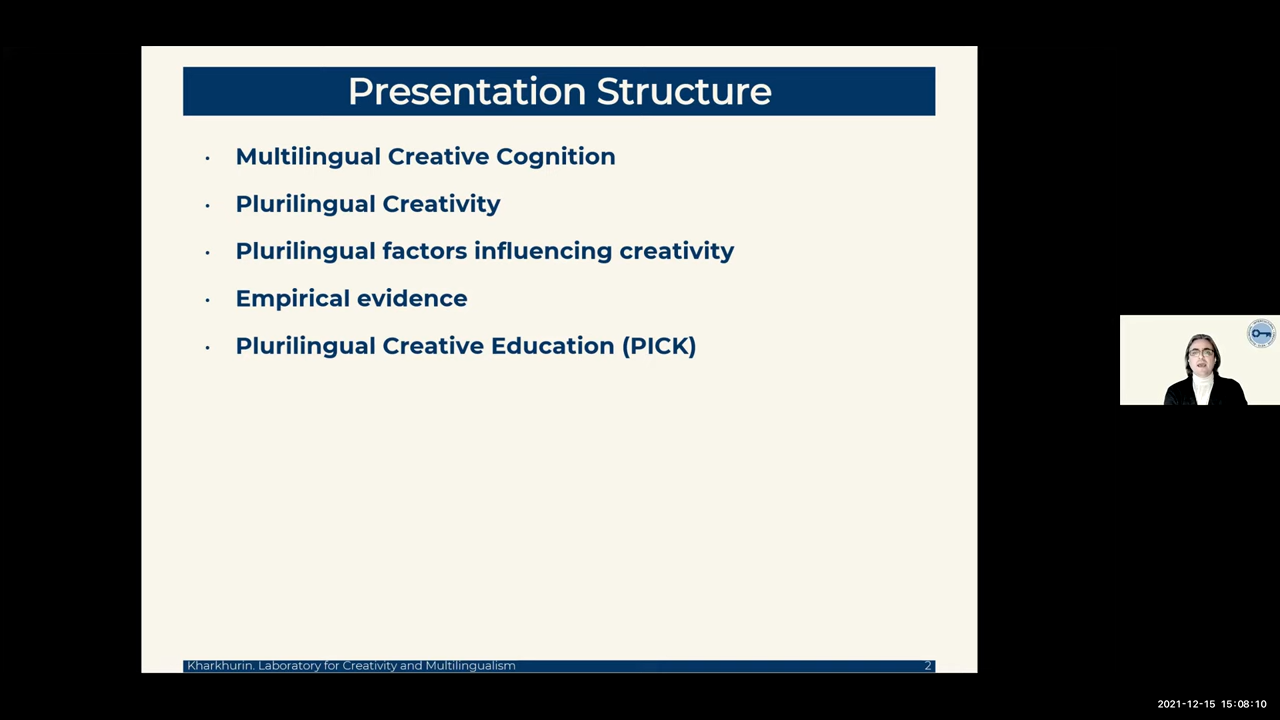 Presentation Structure
· Multilingual Creative Cognition
· Plurilingual Creativity
· Plurilingual factors influencing creativity
· Empirical evidence
· Plurilingual Creative Education (PICK)
Kharkhurin. Laboratory for Creativity and Multilingualism 2
2021-12-15 15:08:10